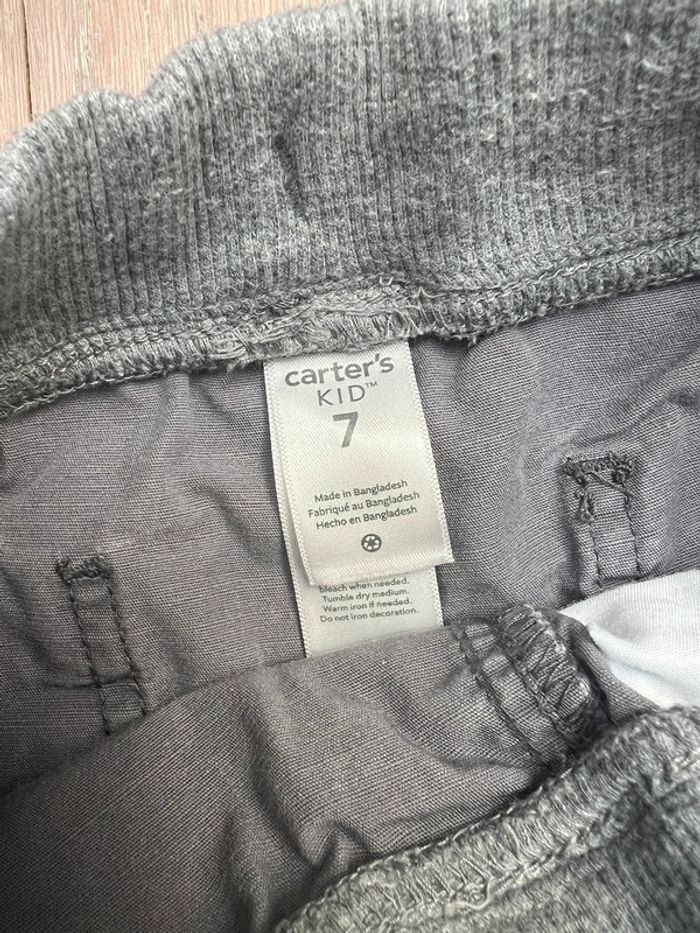 carter's
KID™
7
Made in Bangladesh
Fabriqué au Bangladesh
Hecho en Bangladesh
bleach when needed.
Tumble dry medium.
Warm iron if needed.
Do not iron decoration.